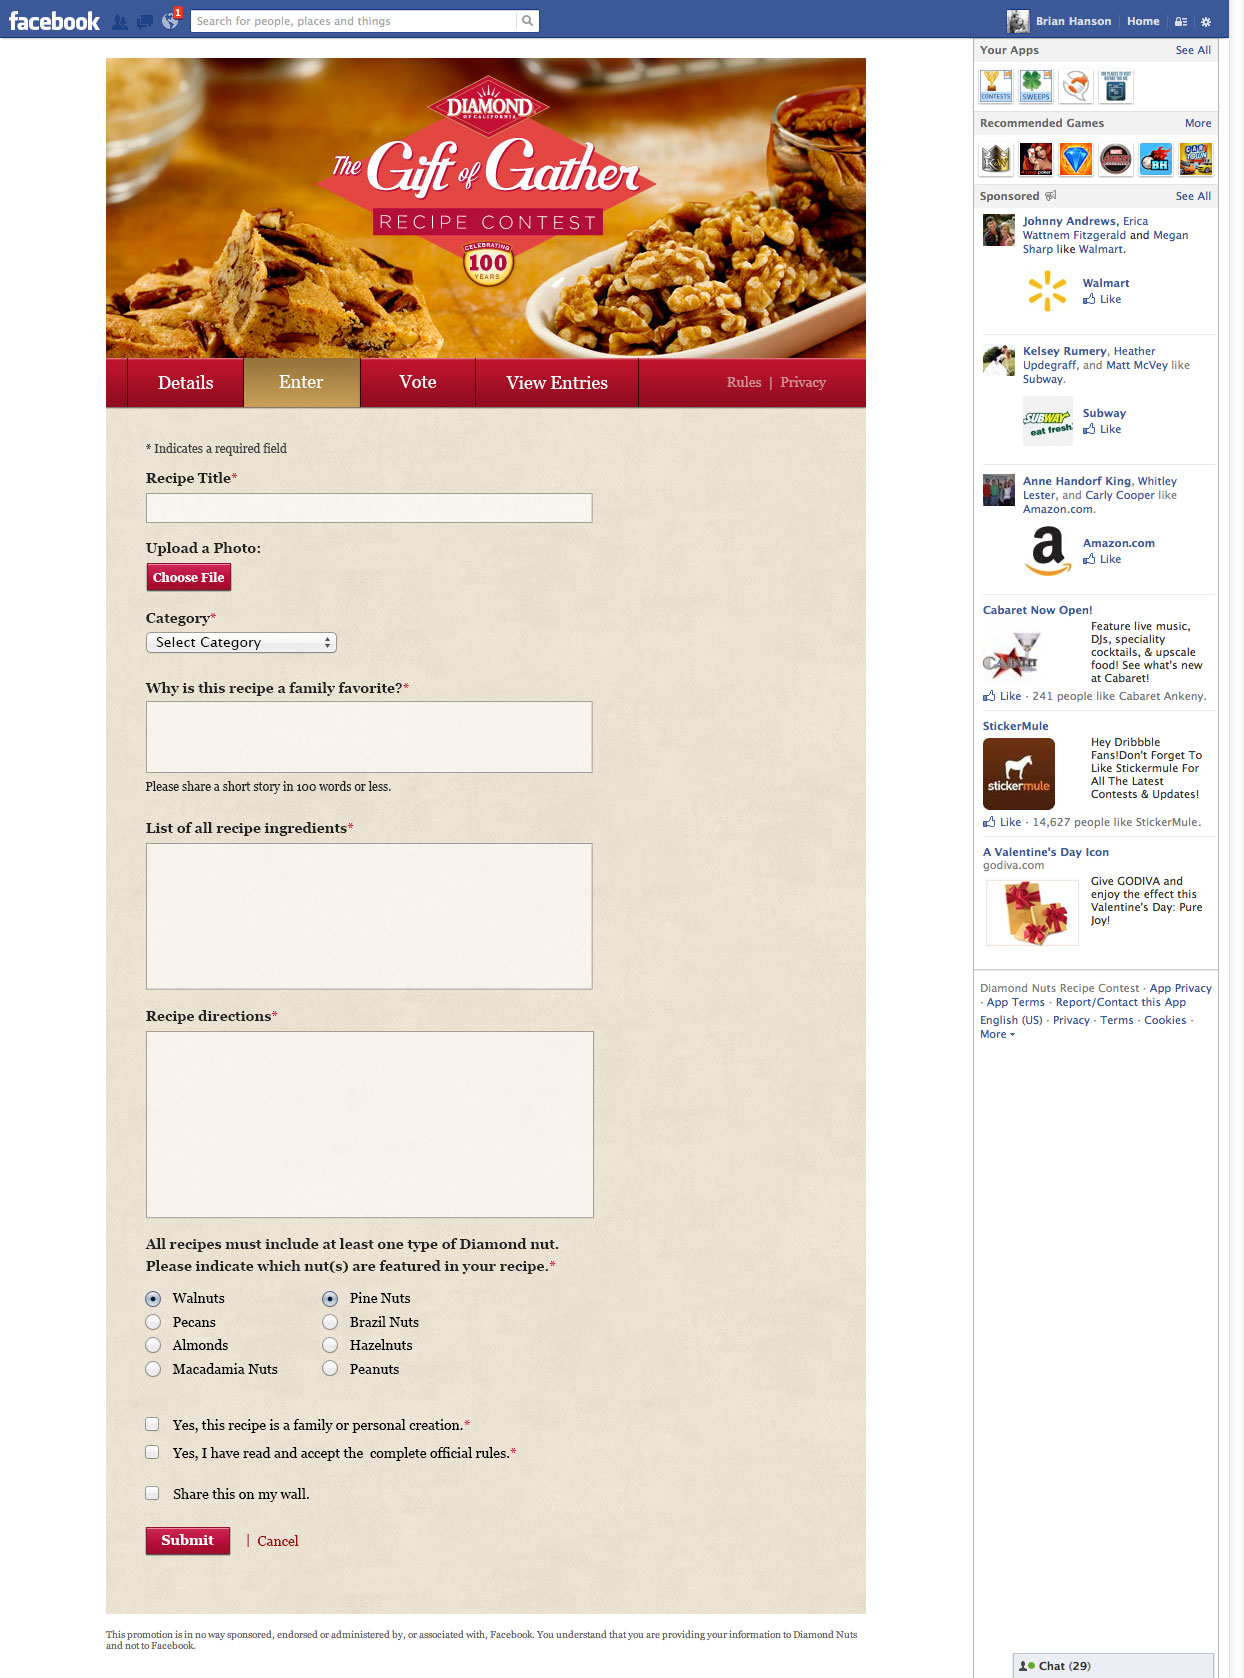 facebook
1
Search for people, places and things
Brian Hanson
Home
DIAMOND
OF CALIFORNIA
The Gift of Gather
RECIPE CONTEST
CELEBRATING
100
YEARS
Details
Enter
Vote
View Entries
Rules | Privacy
* Indicates a required field
Recipe Title*
Upload a Photo:
Choose File
Category*
Select Category
Why is this recipe a family favorite?*
Please share a short story in 100 words or less.
List of all recipe ingredients*
Recipe directions*
All recipes must include at least one type of Diamond nut.
Please indicate which nut(s) are featured in your recipe.*
Walnuts
Pine Nuts
Pecans
Brazil Nuts
Almonds
Hazelnuts
Macadamia Nuts
Peanuts
Yes, this recipe is a family or personal creation.*
Yes, I have read and accept the complete official rules.*
Share this on my wall.
Submit
| Cancel
This promotion is in no way sponsored, endorsed or administered by, or associated with, Facebook. You understand that you are providing your information to Diamond Nuts
and not to Facebook.
Your Apps
See All
CONTESTS
SWEEPS
Recommended Games
More
Sponsored
See All
Johnny Andrews, Erica
Wattnem Fitzgerald and Megan
Sharp like Walmart.
Walmart
Like
Kelsey Rumery, Heather
Updegraff, and Matt McVey like
Subway.
SUBWAY
eat fresh
Subway
Like
Anne Handorf King, Whitley
Lester, and Carly Cooper like
Amazon.com.
a
Amazon.com
Like
Cabaret Now Open!
Feature live music,
DJs, speciality
cocktails, & upscale
food! See what's new
at Cabaret!
Like · 241 people like Cabaret Ankeny.
StickerMule
stickermule
Hey Dribbble
Fans!Don't Forget To
Like Stickermule For
All The Latest
Contests & Updates!
Like · 14,627 people like StickerMule.
A Valentine's Day Icon
godiva.com
Give GODIVA and
enjoy the effect this
Valentine's Day: Pure
Joy!
Diamond Nuts Recipe Contest · App Privacy
· App Terms · Report/Contact this App
English (US) · Privacy · Terms · Cookies ·
More
Chat (29)